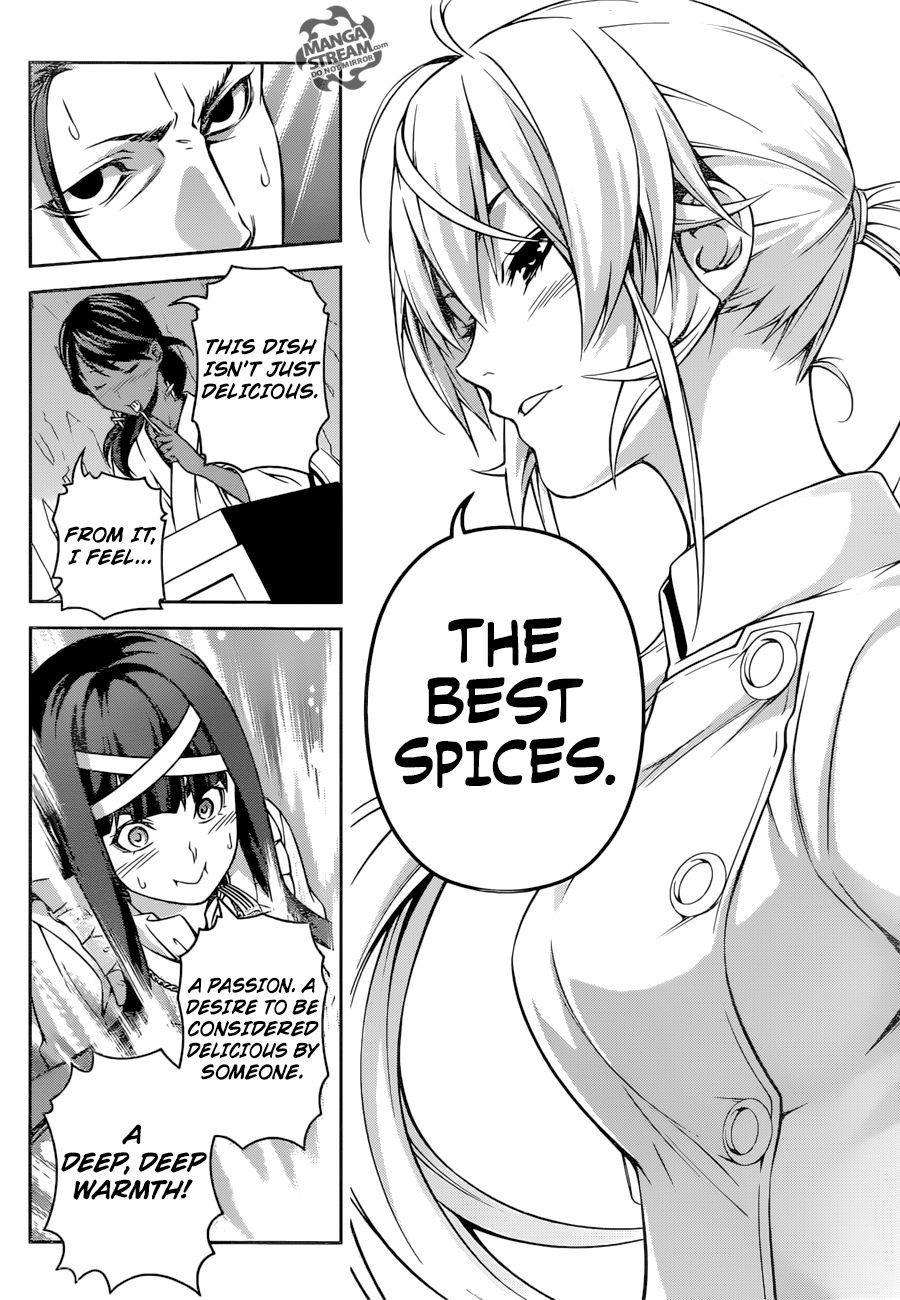 MANGA
STREAM.com
DO NOT MIRROR
THE
BEST
SPICES.
THIS DISH
ISN'T JUST
DELICIOUS.
FROM IT,
I FEEL...
A PASSION. A
DESIRE TO BE
CONSIDERED
DELICIOUS BY
SOMEONE.
A
DEEP, DEEP
WARMTH!